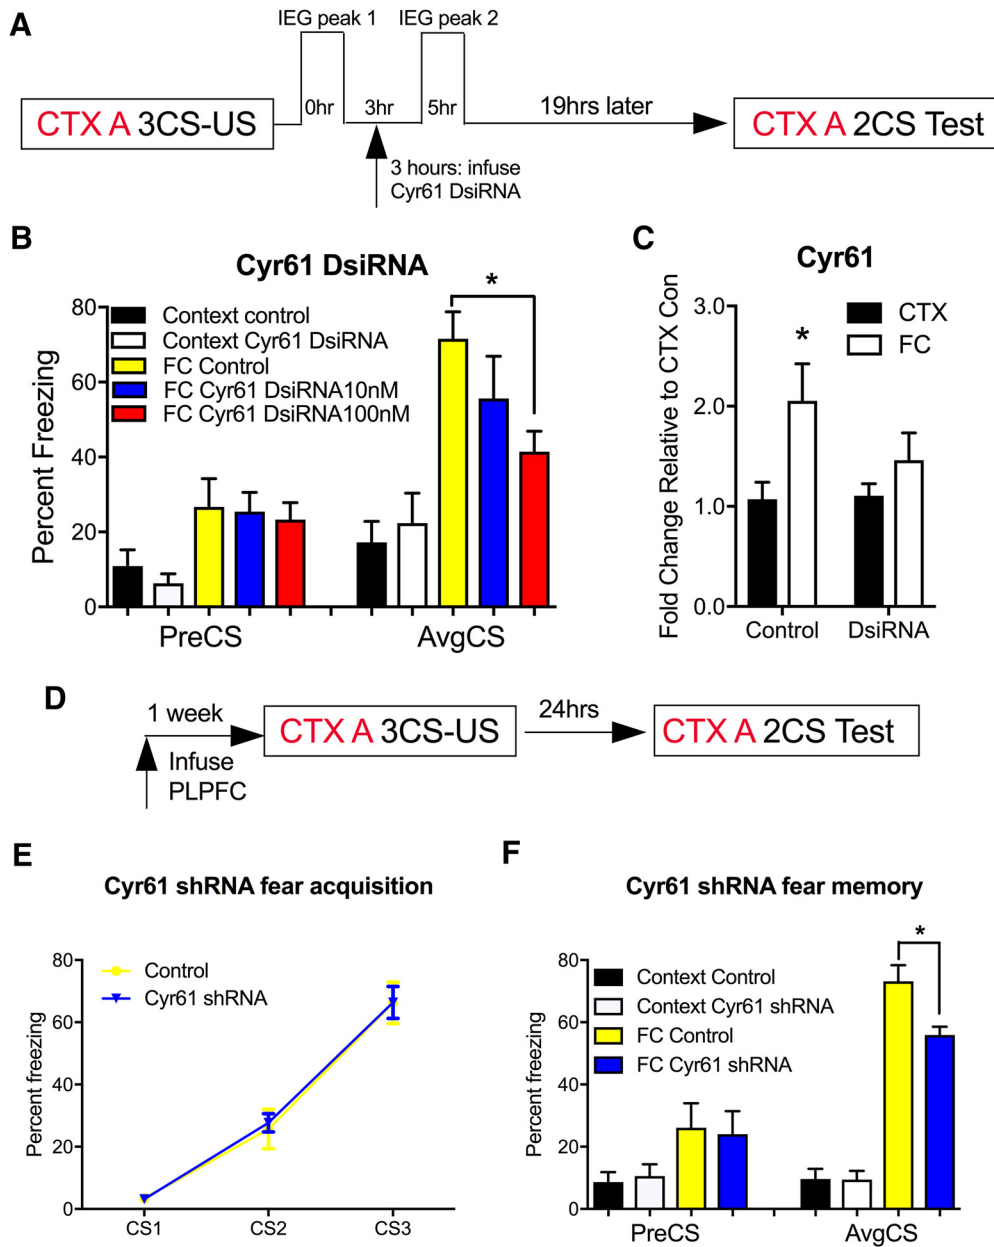 A
IEG peak 1
IEG peak 2
CTX A 3CS-US
0hr
3hr
5hr
19hrs later
CTX A 2CS Test
3 hours: infuse
Cyr61 DsiRNA
B
Cyr61 DsiRNA
*
80
60
40
20
0
Percent Freezing
Context control
Context Cyr61 DsiRNA
FC Control
FC Cyr61 DsiRNA10nM
FC Cyr61 DsiRNA100nM
PreCS
AvgCS
C
Cyr61
3.0
2.0
1.0
0.0
Fold Change Relative to CTX Con
CTX
FC
*
Control
DsiRNA
D
1 week
Infuse
PLPFC
CTX A 3CS-US
24hrs
CTX A 2CS Test
E
Cyr61 shRNA fear acquisition
80
60
40
20
0
Percent freezing
Control
Cyr61 shRNA
CS1
CS2
CS3
F
Cyr61 shRNA fear memory
*
80
60
40
20
0
Percent freezing
Context Control
Context Cyr61 shRNA
FC Control
FC Cyr61 shRNA
PreCS
AvgCS